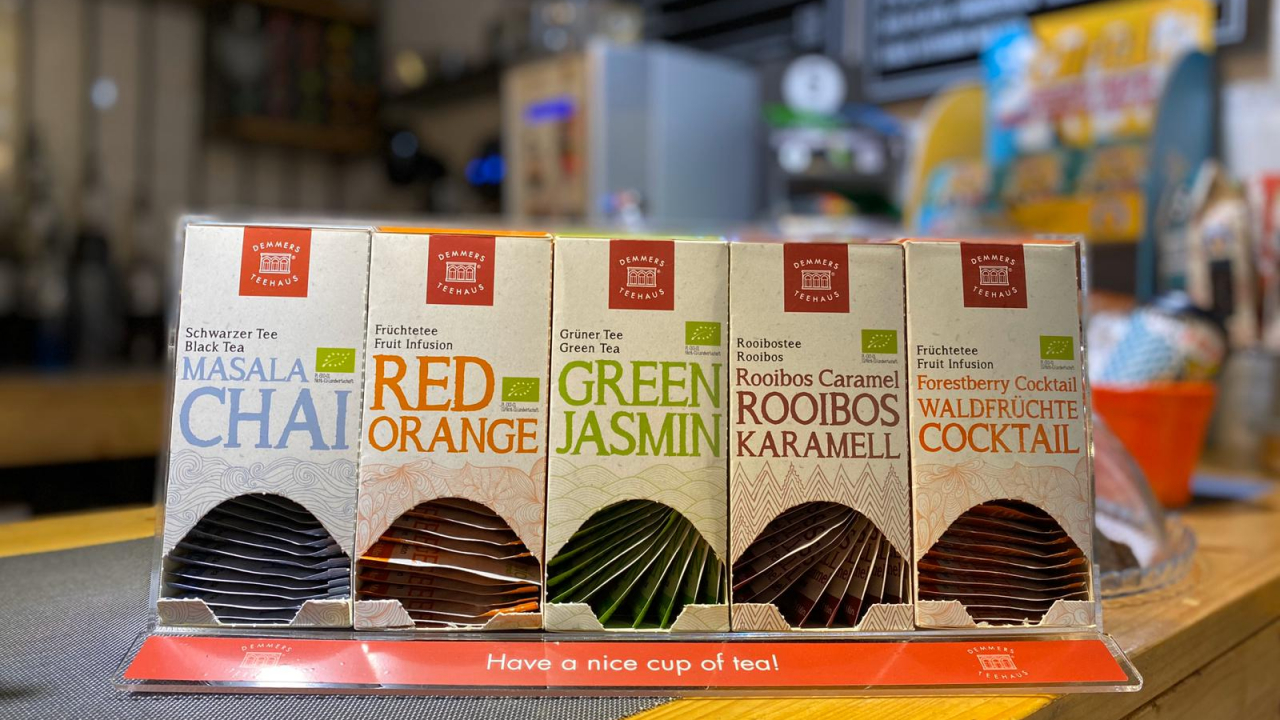 DEMMERS
TEEHAUS
Schwarzer Tee
Black Tea
MASALA
CHAI
DEMMERS
TEEHAUS
Früchtetee
Fruit Infusion
RED
ORANGE
DEMMERS
TEEHAUS
Grüner Tee
Green Tea
GREEN
JASMIN
DEMMERS
TEEHAUS
Rooibostee
Rooibos
Rooibos Caramel
ROOIBOS
KARAMELL
DEMMERS
TEEHAUS
Früchtetee
Fruit Infusion
Forestberry Cocktail
WALDFRÜCHTE
COCKTAIL
DEMMERS
TEEHAUS
Have a nice cup of tea!
DEMMERS
TEEHAUS